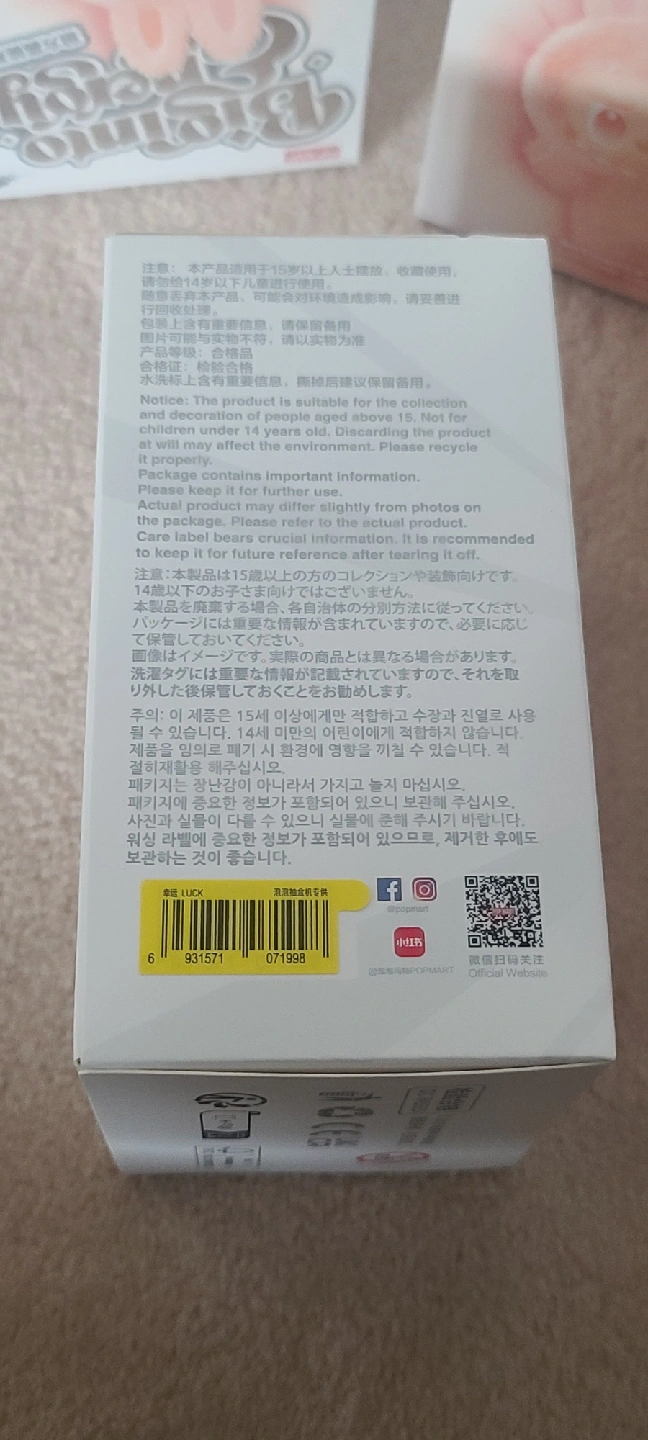 Big into
Energy
注意：本产品适用于15岁以上人士摆放、收藏使用，
请勿给14岁以下儿童进行使用。
随意丢弃本产品，可能会对环境造成影响，请妥善进
行回收处理。
包装上含有重要信息，请保留备用
图片可能与实物不符，请以实物为准
产品等级：合格品
合格证：检验合格
水洗标上含有重要信息，撕掉后建议保留备用。
Notice: The product is suitable for the collection
and decoration of people aged above 15. Not for
children under 14 years old. Discarding the product
at will may affect the environment. Please recycle
it properly.
Package contains important information.
Please keep it for further use.
Actual product may differ slightly from photos on
the package. Please refer to the actual product.
Care label bears crucial information. It is recommended
to keep it for future reference after tearing it off.
注意：本製品は15歳以上の方のコレクションや装飾向けです。
14歳以下のお子さま向けではございません。
本製品を廃棄する場合、各自治体の分別方法に従ってください。
パッケージには重要な情報が含まれていますので、必要に応じ
て保管しておいてください。
画像はイメージです。実際の商品とは異なる場合があります。
洗濯タグには重要な情報が記載されていますので、それを取
り外した後保管しておくことをお勧めします。
주의: 이 제품은 15세 이상에게만 적합하고 수장과 진열로 사용
될 수 있습니다. 14세 미만의 어린이에게 적합하지 않습니다.
제품을 임의로 폐기 시 환경에 영향을 끼칠 수 있습니다. 적
절히재활용 해주십시오.
패키지는 장난감이 아니라서 가지고 놀지 마십시오.
패키지에 중요한 정보가 포함되어 있으니 보관해 주십시오.
사진과 실물이 다를 수 있으니 실물에 준해 주시기 바랍니다.
워싱 라벨에 중요한 정보가 포함되어 있으므로, 제거한 후에도
보관하는 것이 좋습니다.
幸运 LUCK 泡泡抽盒机专供
6 931571 071998
@popmart
小红书
@泡泡玛特POPMART
微信扫码关注
Official Website